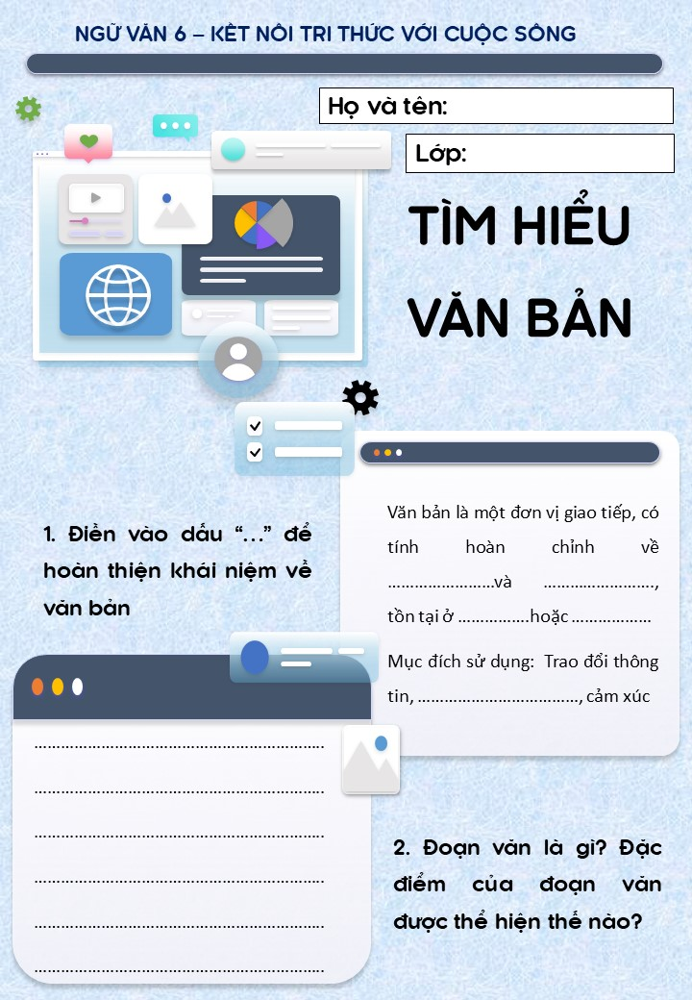 NGỮ VĂN 6 – KẾT NỐI TRI THỨC VỚI CUỘC SỐNG
Họ và tên:
Lớp:
TÌM HIỂU
VĂN BẢN
1. Điền vào dấu “…” để
hoàn thiện khái niệm về
văn bản
Văn bản là một đơn vị giao tiếp, có
tính hoàn chỉnh về
……………………và …………………….,
tồn tại ở …………….hoặc ………………
Mục đích sử dụng: Trao đổi thông
tin, ………………………………, cảm xúc
…………………………………………………………
…………………………………………………………
…………………………………………………………
…………………………………………………………
…………………………………………………………
…………………………………………………………
2. Đoạn văn là gì? Đặc
điểm của đoạn văn
được thể hiện thế nào?